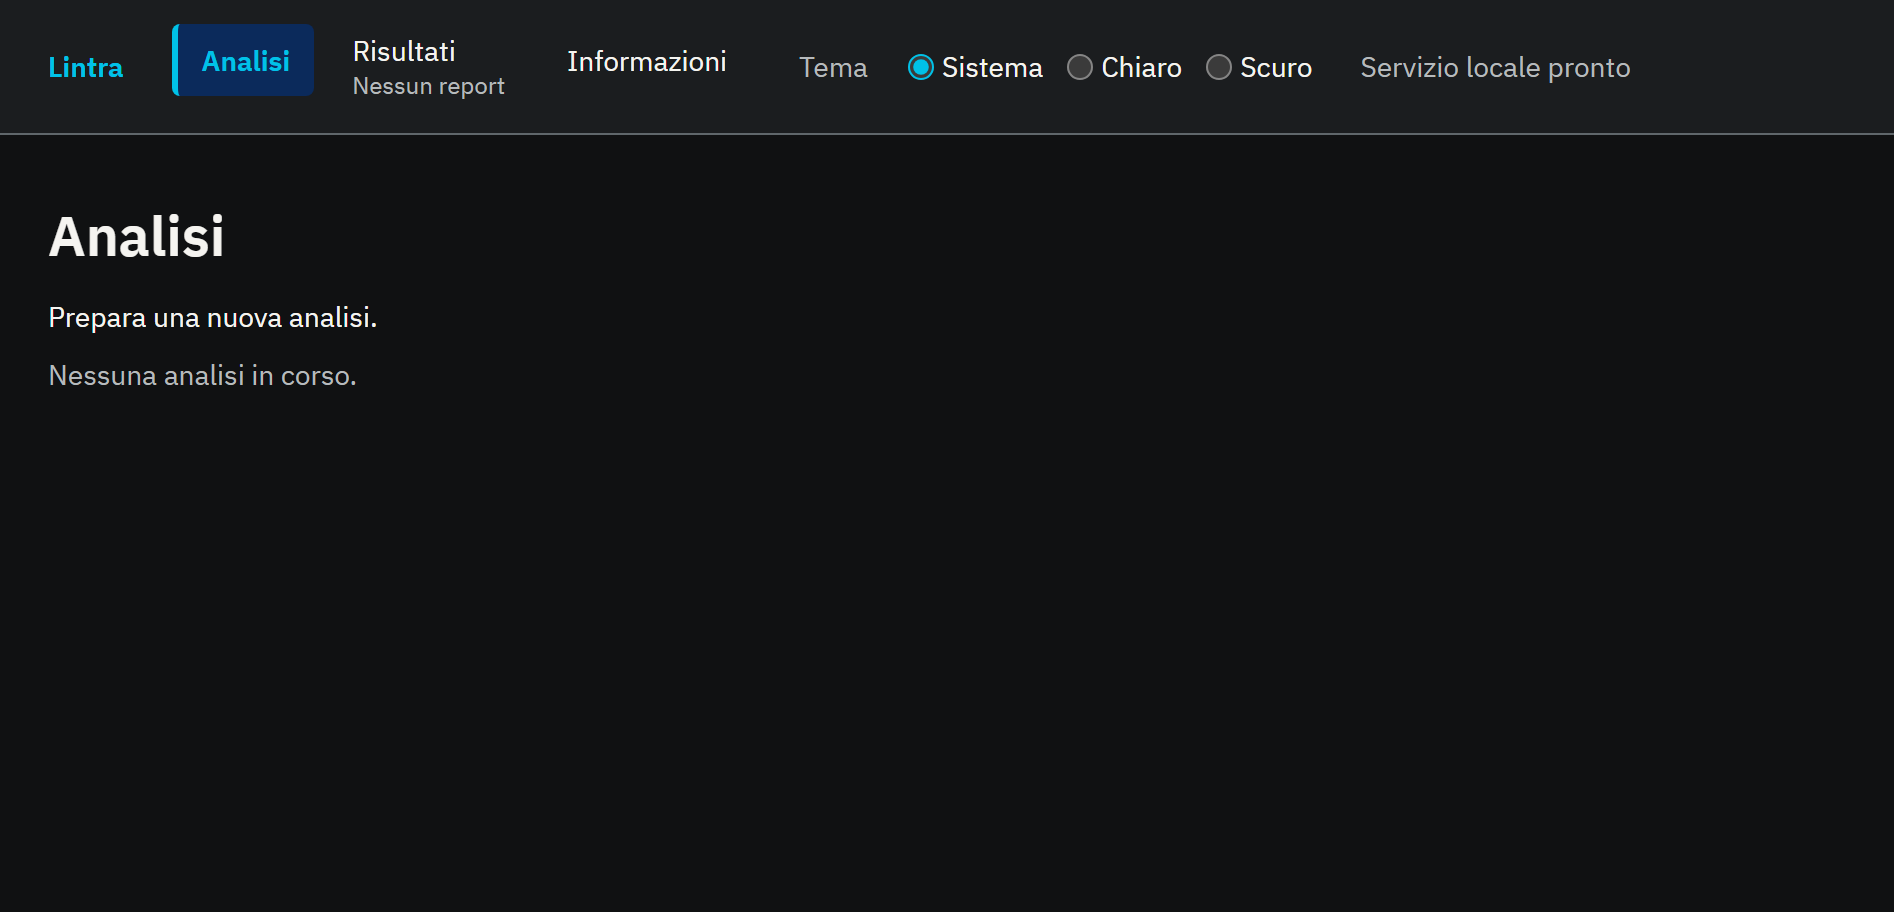 Lintra
Analisi
Risultati
Nessun report
Informazioni
Tema
Sistema
Chiaro
Scuro
Servizio locale pronto
Analisi
Prepara una nuova analisi.
Nessuna analisi in corso.